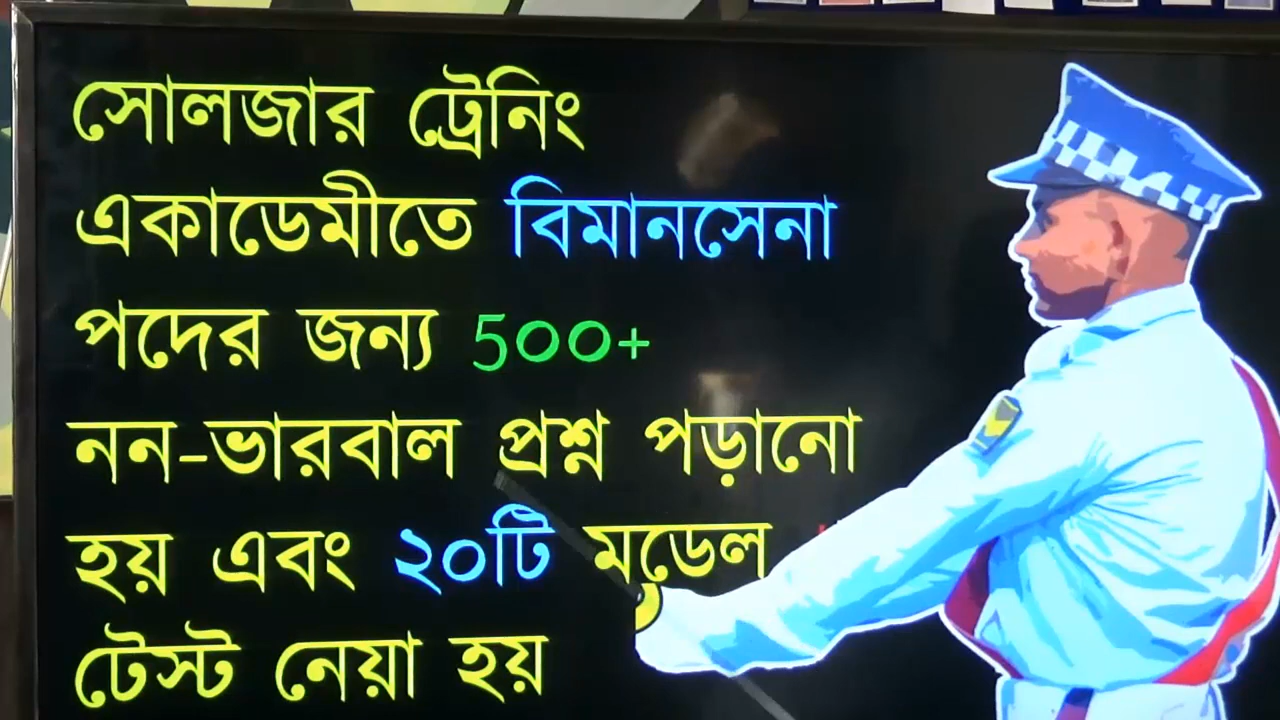 সোলজার ট্রেনিং
একাডেমীতে বিমানসেনা
পদের জন্য 500+
নন-ভারবাল প্রশ্ন পড়ানো
হয় এবং ২০টি মডেল
টেস্ট নেয়া হয়